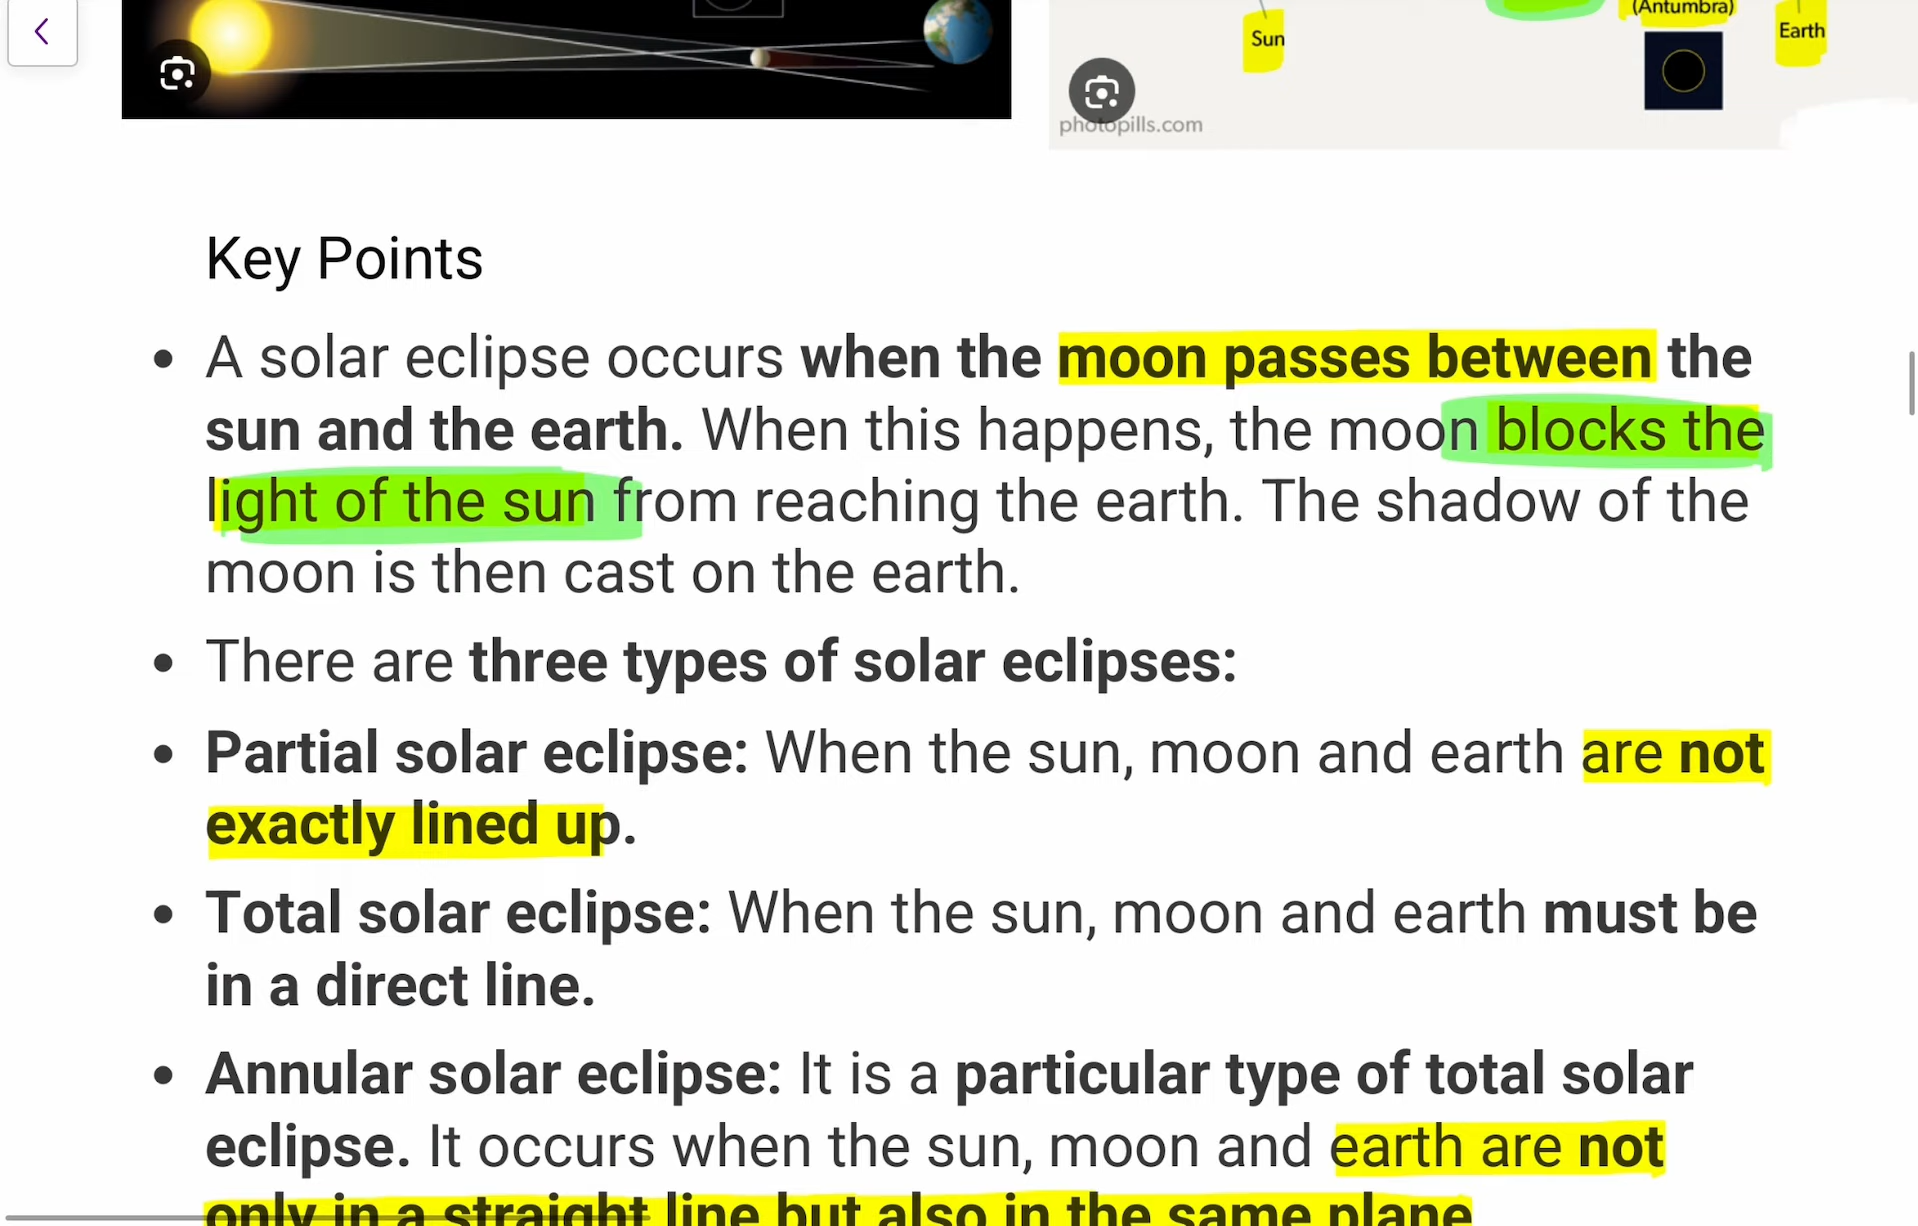 (Antumbra)
Sun
Earth
photopills.com
Key Points
• A solar eclipse occurs when the moon passes between the
sun and the earth. When this happens, the moon blocks the
light of the sun from reaching the earth. The shadow of the
moon is then cast on the earth.
• There are three types of solar eclipses:
• Partial solar eclipse: When the sun, moon and earth are not
exactly lined up.
• Total solar eclipse: When the sun, moon and earth must be
in a direct line.
• Annular solar eclipse: It is a particular type of total solar
eclipse. It occurs when the sun, moon and earth are not
only in a straight line but also in the same plane